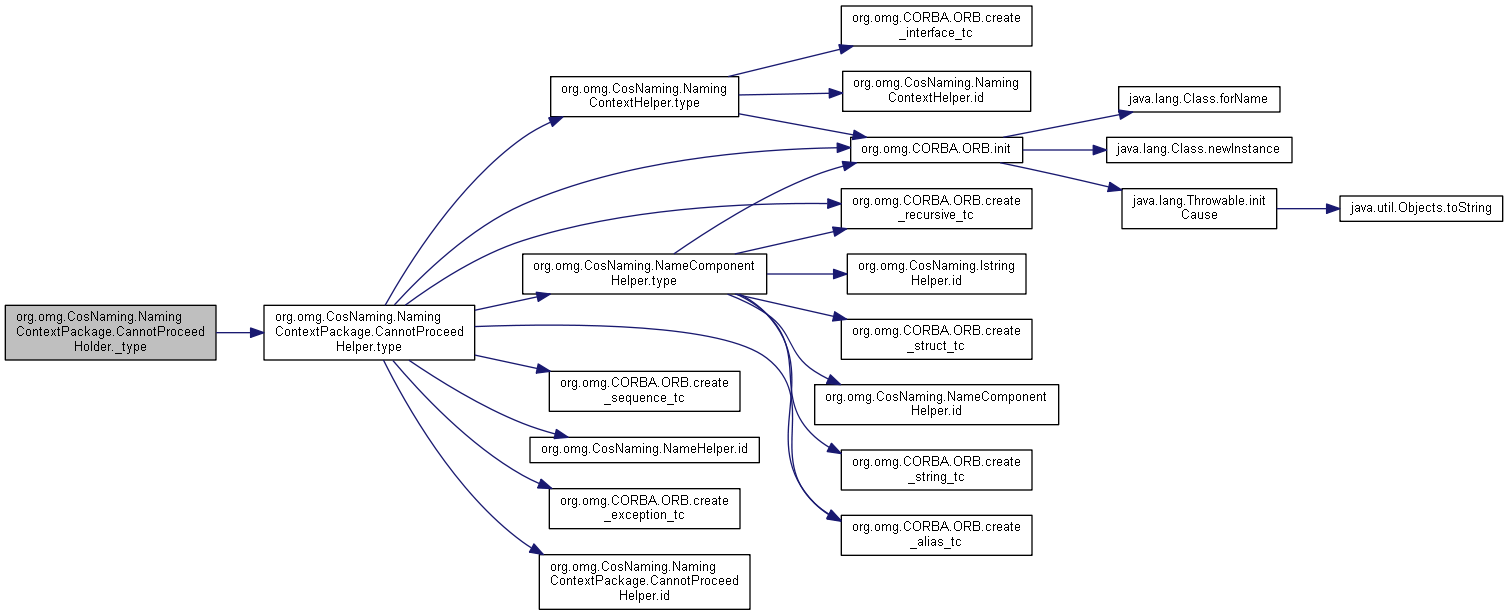 org.omg.CosNaming.Naming
ContextPackage.CannotProceed
Holder._type
org.omg.CosNaming.Naming
ContextPackage.CannotProceed
Helper.type
org.omg.CosNaming.Naming
ContextHelper.type
org.omg.CORBA.ORB.create
_interface_tc
org.omg.CosNaming.Naming
ContextHelper.id
org.omg.CORBA.ORB.init
java.lang.Class.forName
java.lang.Class.newInstance
java.lang.Throwable.init
Cause
java.util.Objects.toString
org.omg.CORBA.ORB.create
_recursive_tc
org.omg.CosNaming.NameComponent
Helper.type
org.omg.CosNaming.Istring
Helper.id
org.omg.CORBA.ORB.create
_struct_tc
org.omg.CosNaming.NameComponent
Helper.id
org.omg.CORBA.ORB.create
_string_tc
org.omg.CORBA.ORB.create
_alias_tc
org.omg.CORBA.ORB.create
_sequence_tc
org.omg.CosNaming.NameHelper.id
org.omg.CORBA.ORB.create
_exception_tc
org.omg.CosNaming.Naming
ContextPackage.CannotProceed
Helper.id